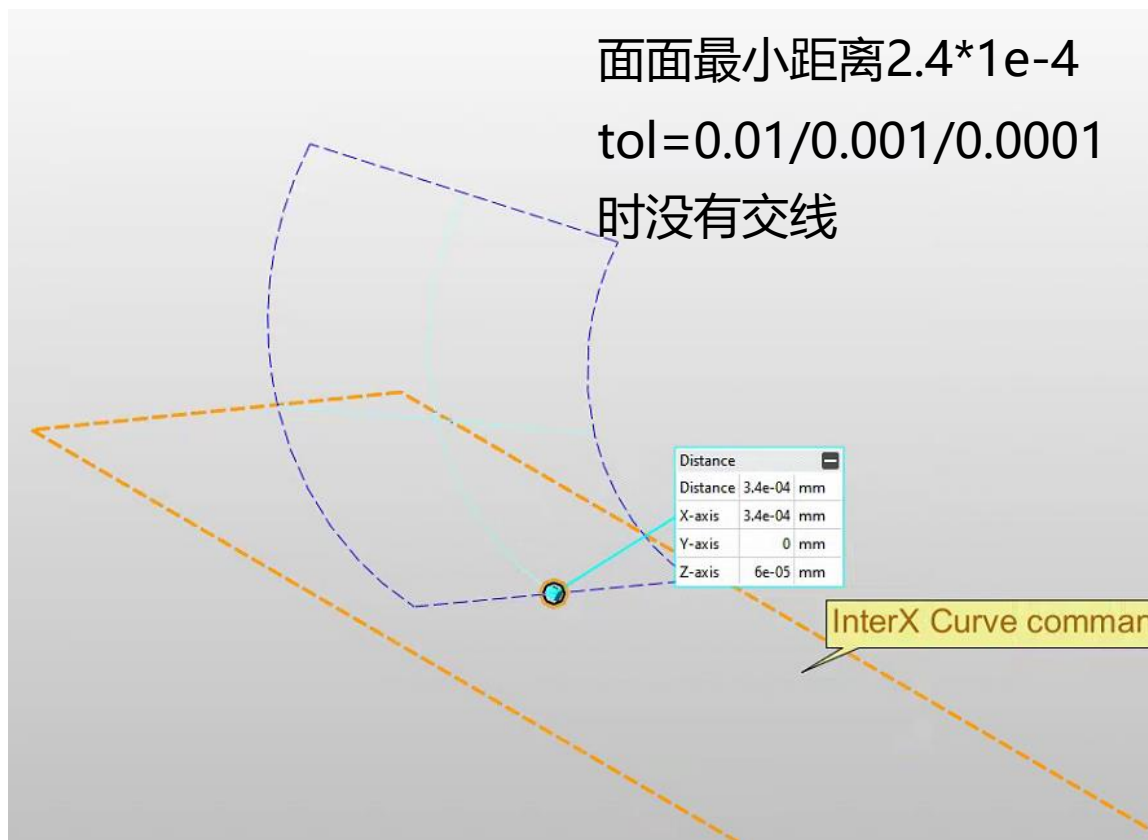 面面最小距离2.4*1e-4
tol=0.01/0.001/0.0001
时没有交线
Distance
Distance 3.4e-04 mm
X-axis 3.4e-04 mm
Y-axis 0 mm
Z-axis 6e-05 mm
InterX Curve comman